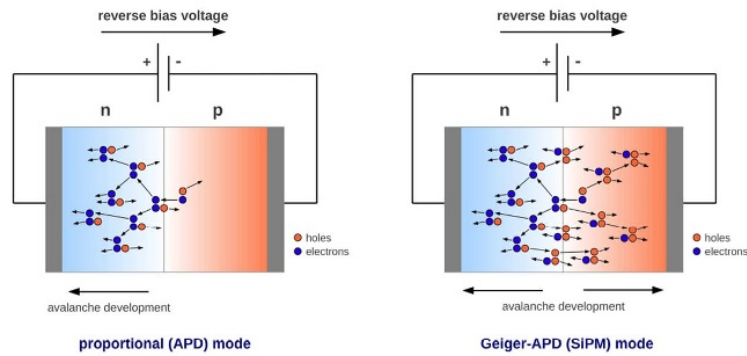 reverse bias voltage
+ -
n p
holes
electrons
avalanche development
proportional (APD) mode
reverse bias voltage
+ -
n p
holes
electrons
avalanche development
Geiger-APD (SiPM) mode